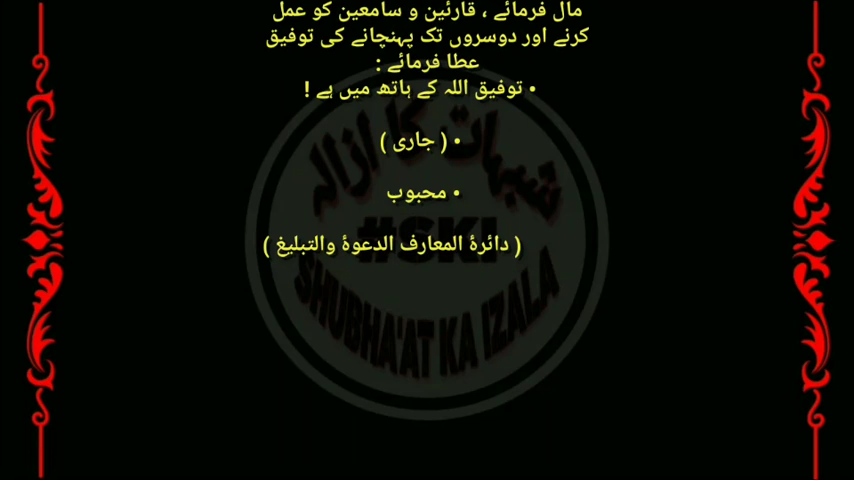 مال فرمائے ، قارئین و سامعین کو عمل
کرنے اور دوسروں تک پہنچانے کی توفیق
عطا فرمائے :
• توفیق اللہ کے ہاتھ میں ہے !
• ( جاری )
• محبوب
( دائرۂ المعارف الدعوۂ والتبلیغ )
شبہات کا ازالہ
#SKI
SHUBHA'AT KA IZALA